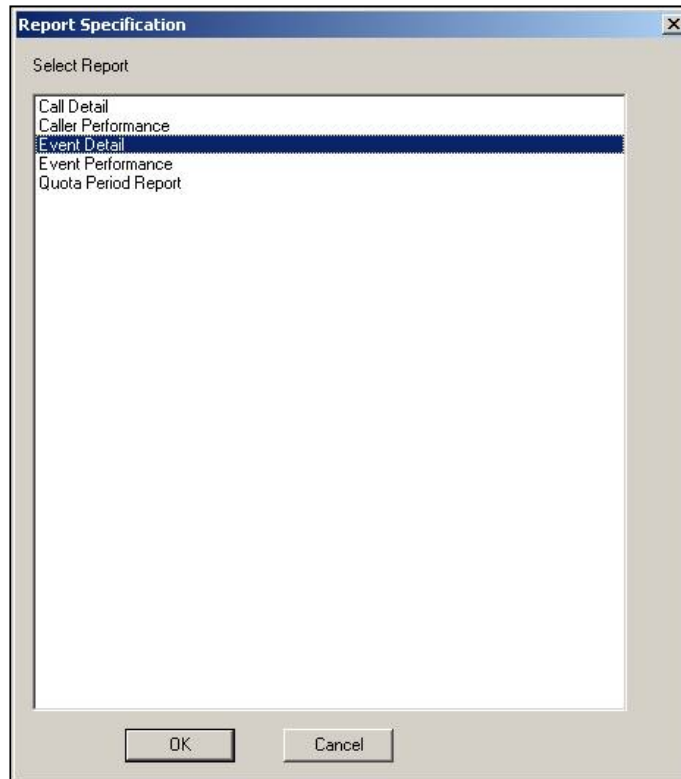 Report Specification
Select Report
Call Detail
Caller Performance
Event Detail
Event Performance
Quota Period Report
OK
Cancel